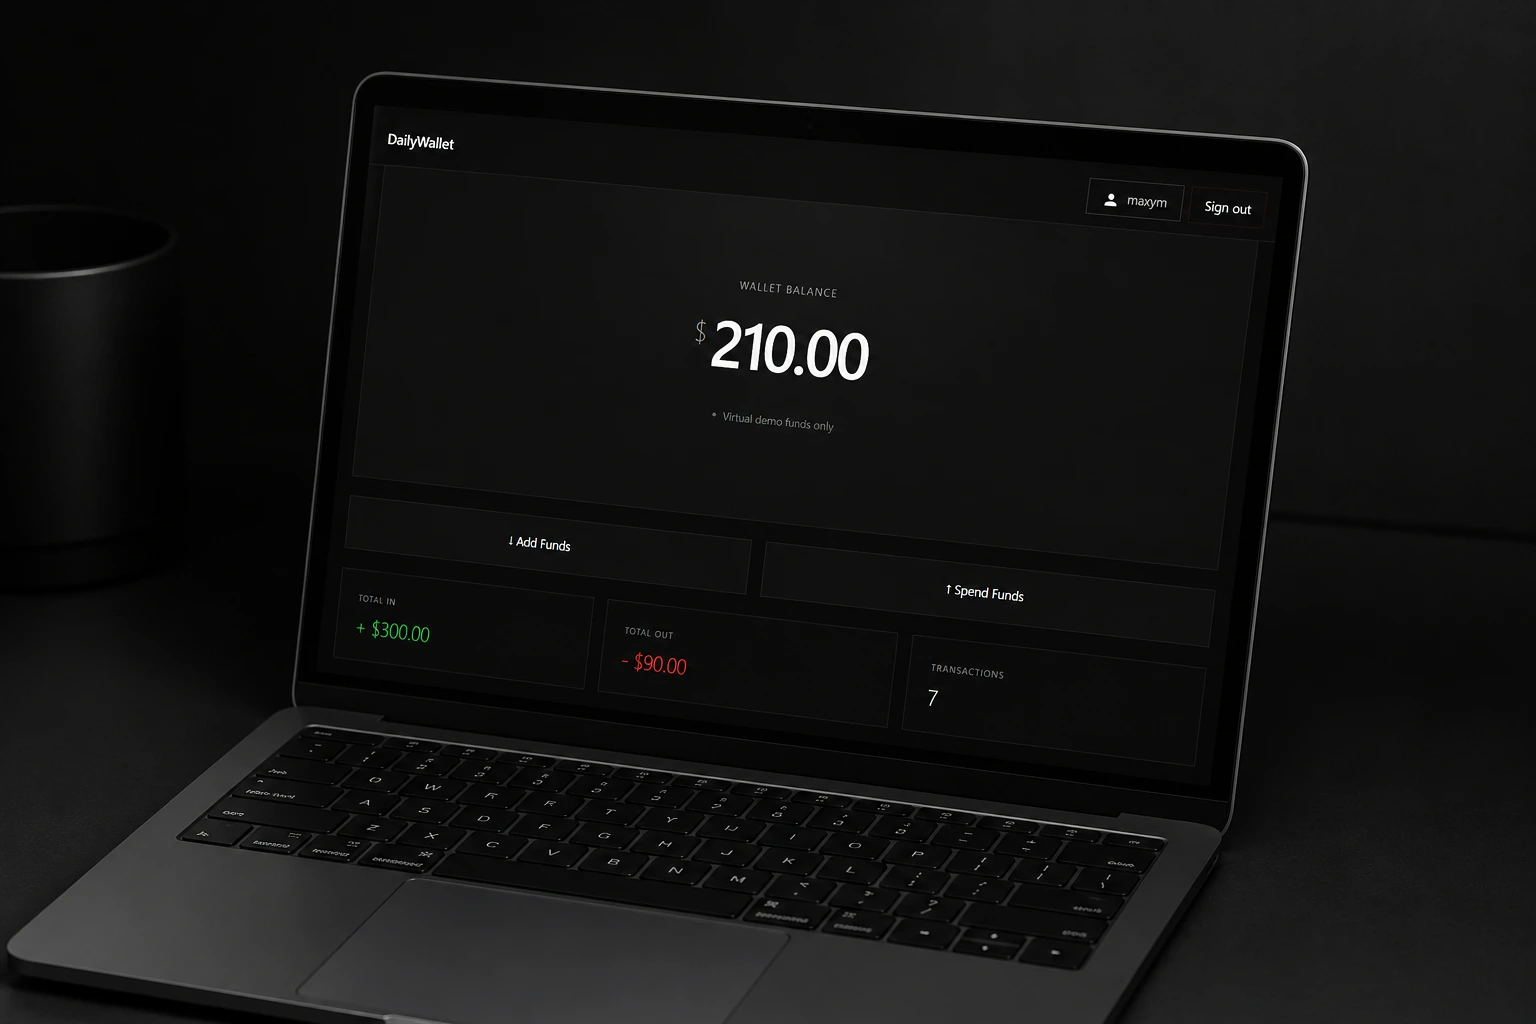 DailyWallet
maxym
Sign out
WALLET BALANCE
$210.00
• Virtual demo funds only
↓ Add Funds
↑ Spend Funds
TOTAL IN
+ $300.00
TOTAL OUT
- $90.00
TRANSACTIONS
7
Q W R R T Y U I O P
A S D F G H J K L
Z X C V B N M